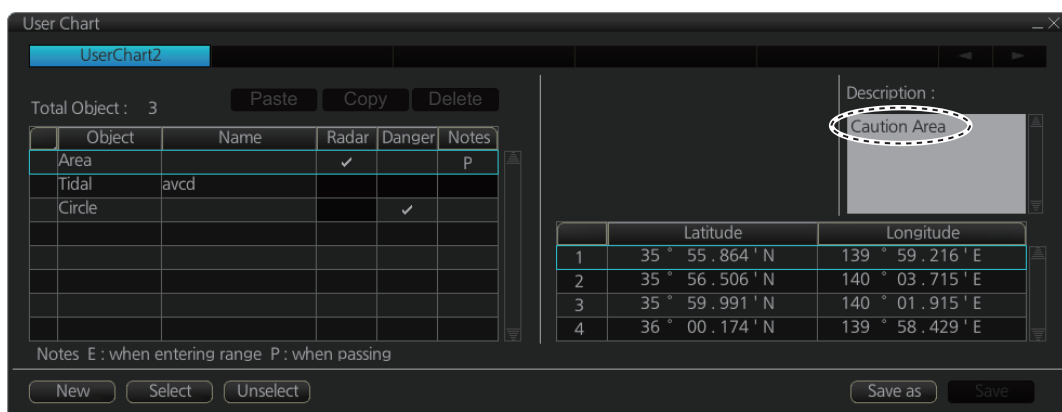 User Chart
UserChart2
Total Object : 3
Paste Copy Delete
Object Name Radar Danger Notes
Area ✓ P
Tidal avcd
Circle ✓
Notes E : when entering range P : when passing
Description :
Caution Area
Latitude Longitude
1 35 ° 55 . 864 ' N 139 ° 59 . 216 ' E
2 35 ° 56 . 506 ' N 140 ° 03 . 715 ' E
3 35 ° 59 . 991 ' N 140 ° 01 . 915 ' E
4 36 ° 00 . 174 ' N 139 ° 58 . 429 ' E
New Select Unselect Save as Save